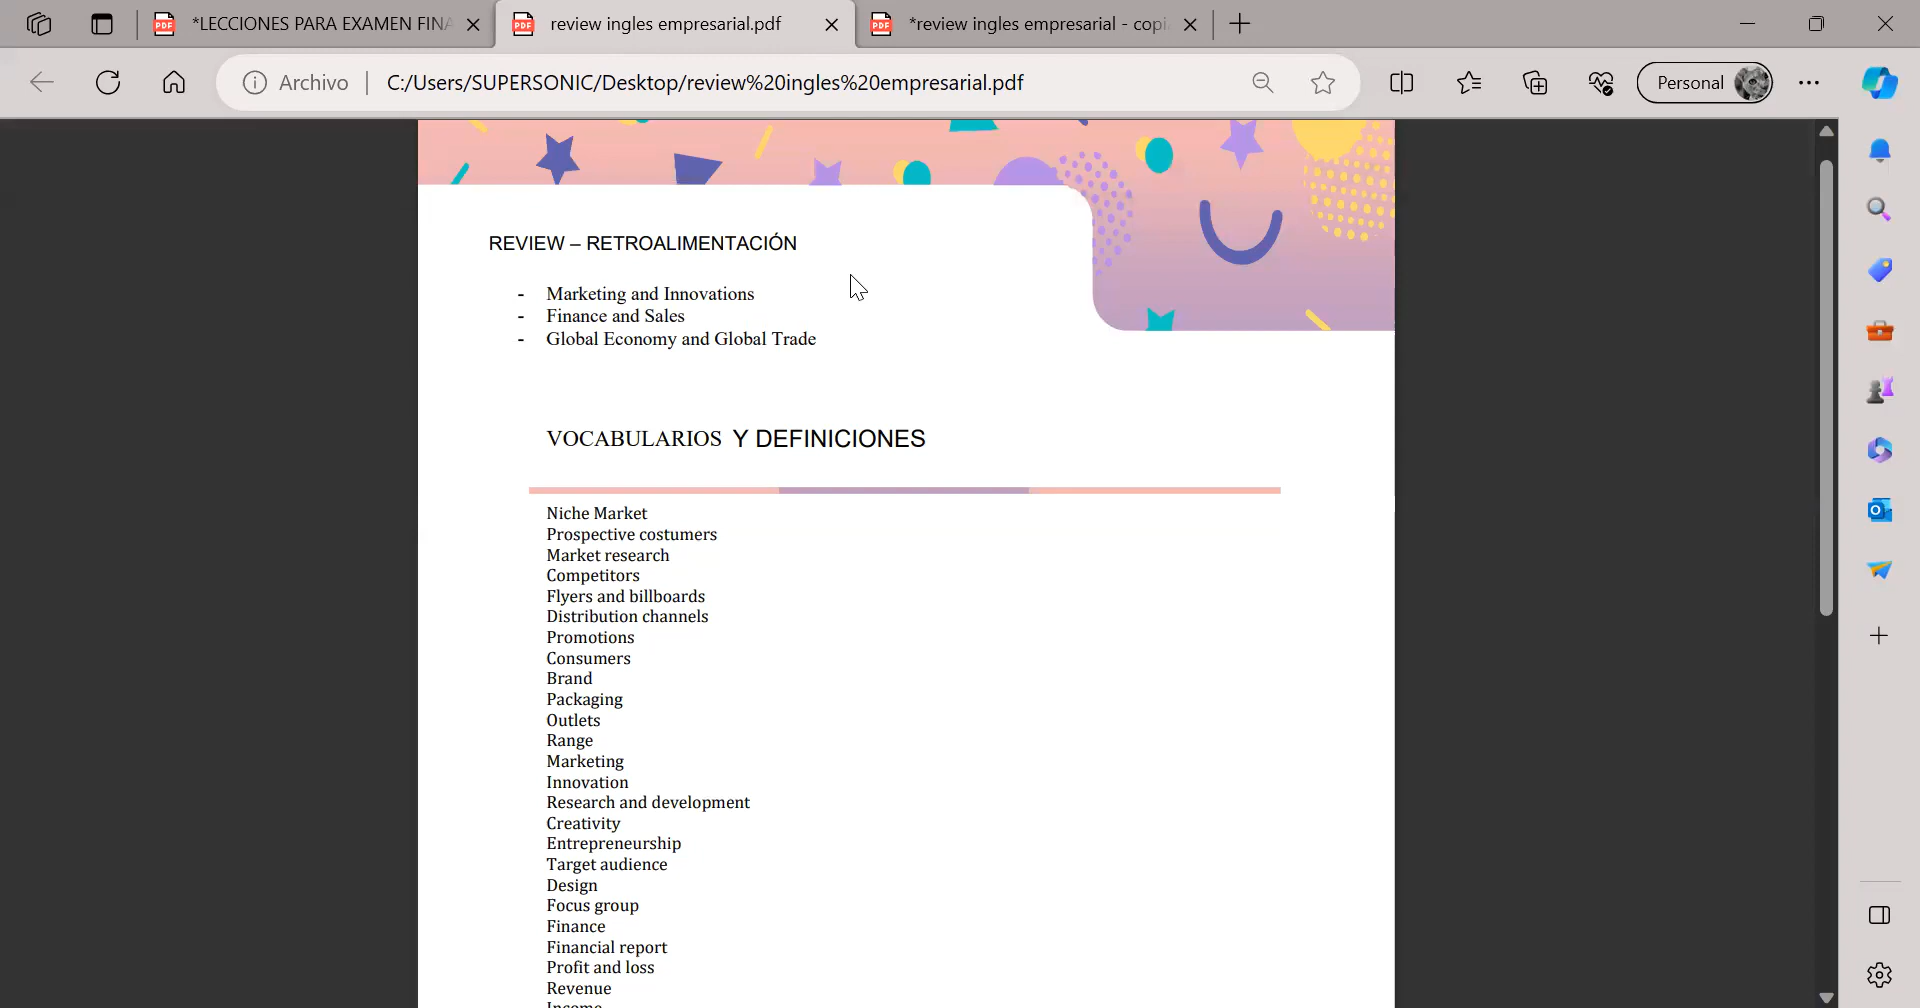 *LECCIONES PARA EXAMEN FINA
review ingles empresarial.pdf
*review ingles empresarial - copi
Archivo
C:/Users/SUPERSONIC/Desktop/review%20ingles%20empresarial.pdf
Personal
REVIEW – RETROALIMENTACIÓN
- Marketing and Innovations
- Finance and Sales
- Global Economy and Global Trade
VOCABULARIOS Y DEFINICIONES
Niche Market
Prospective costumers
Market research
Competitors
Flyers and billboards
Distribution channels
Promotions
Consumers
Brand
Packaging
Outlets
Range
Marketing
Innovation
Research and development
Creativity
Entrepreneurship
Target audience
Design
Focus group
Finance
Financial report
Profit and loss
Revenue